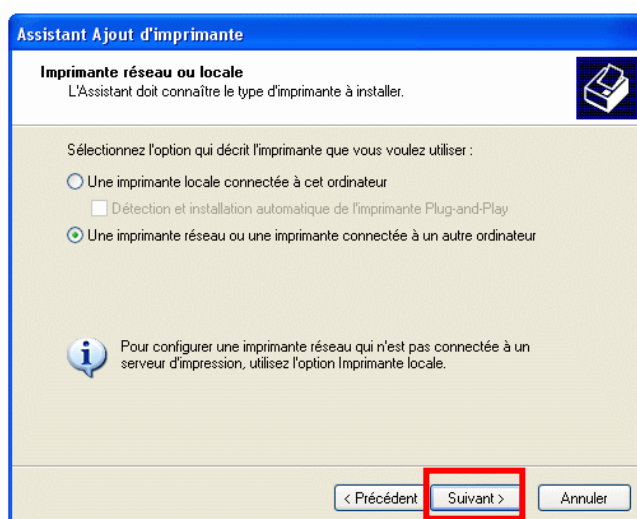 Assistant Ajout d'imprimante
Imprimante réseau ou locale
L'Assistant doit connaître le type d'imprimante à installer.
Sélectionnez l'option qui décrit l'imprimante que vous voulez utiliser :
Une imprimante locale connectée à cet ordinateur
Détection et installation automatique de l'imprimante Plug-and-Play
Une imprimante réseau ou une imprimante connectée à un autre ordinateur
Pour configurer une imprimante réseau qui n'est pas connectée à un
serveur d'impression, utilisez l'option Imprimante locale.
< Précédent Suivant > Annuler